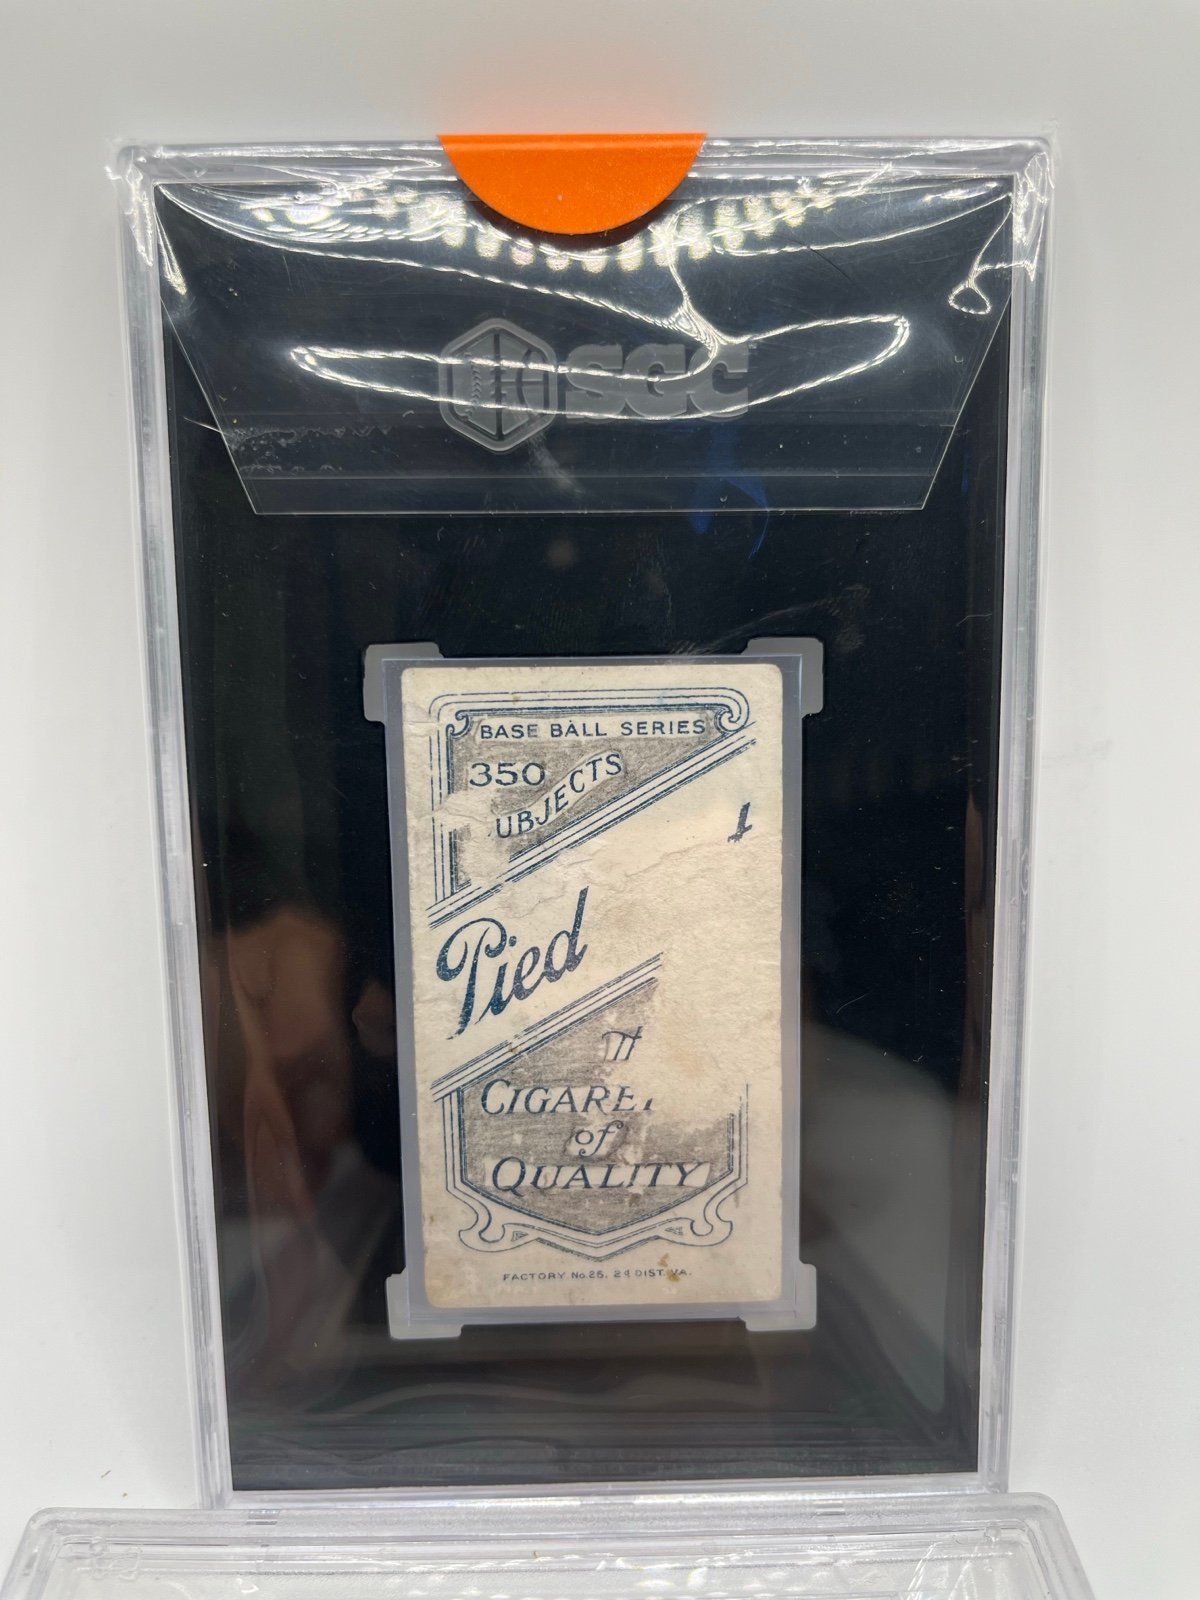 SGC
BASE BALL SERIES
350
UBJECTS
Pied
CIGARE
of
QUALITY
FACTORY No. 25, 2d DIST. VA.